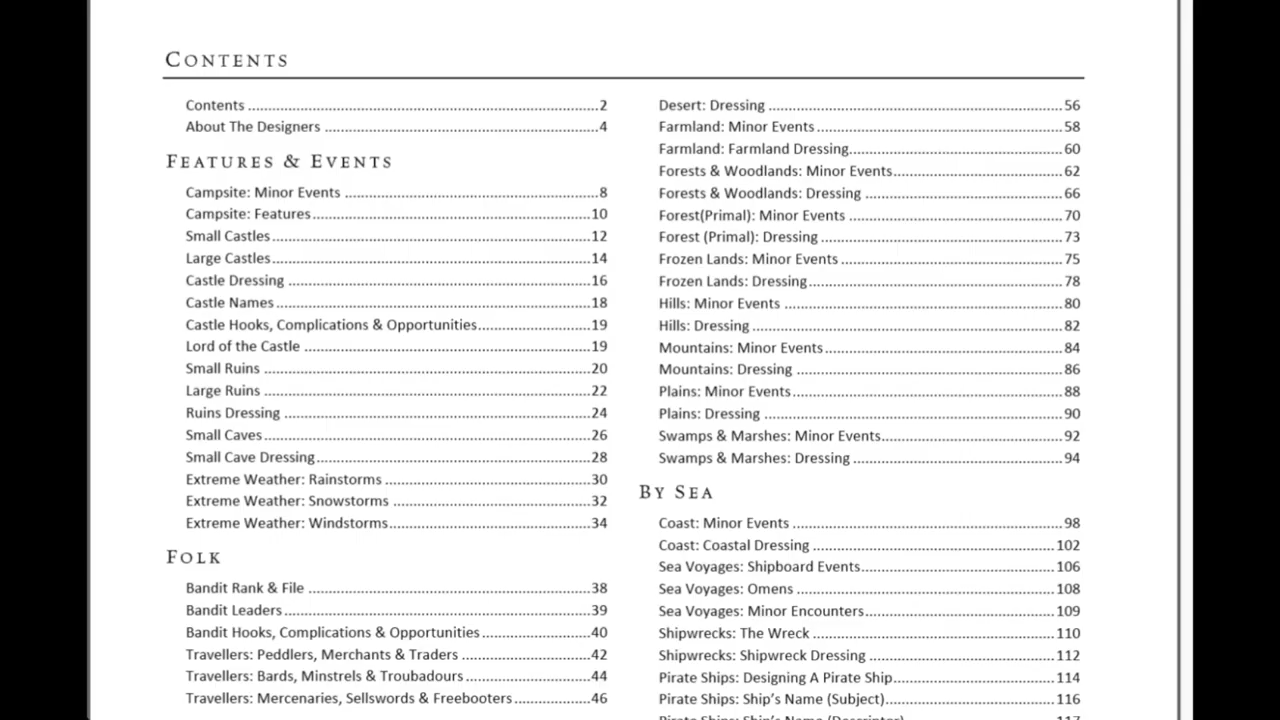 CONTENTS
Contents ..... 2
About The Designers ..... 4
FEATURES & EVENTS
Campsite: Minor Events ..... 8
Campsite: Features ..... 10
Small Castles ..... 12
Large Castles ..... 14
Castle Dressing ..... 16
Castle Names ..... 18
Castle Hooks, Complications & Opportunities ..... 19
Lord of the Castle ..... 19
Small Ruins ..... 20
Large Ruins ..... 22
Ruins Dressing ..... 24
Small Caves ..... 26
Small Cave Dressing ..... 28
Extreme Weather: Rainstorms ..... 30
Extreme Weather: Snowstorms ..... 32
Extreme Weather: Windstorms ..... 34
FOLK
Bandit Rank & File ..... 38
Bandit Leaders ..... 39
Bandit Hooks, Complications & Opportunities ..... 40
Travellers: Peddlers, Merchants & Traders ..... 42
Travellers: Bards, Minstrels & Troubadours ..... 44
Travellers: Mercenaries, Sellswords & Freebooters ..... 46
Desert: Dressing ..... 56
Farmland: Minor Events ..... 58
Farmland: Farmland Dressing ..... 60
Forests & Woodlands: Minor Events ..... 62
Forests & Woodlands: Dressing ..... 66
Forest(Primal): Minor Events ..... 70
Forest (Primal): Dressing ..... 73
Frozen Lands: Minor Events ..... 75
Frozen Lands: Dressing ..... 78
Hills: Minor Events ..... 80
Hills: Dressing ..... 82
Mountains: Minor Events ..... 84
Mountains: Dressing ..... 86
Plains: Minor Events ..... 88
Plains: Dressing ..... 90
Swamps & Marshes: Minor Events ..... 92
Swamps & Marshes: Dressing ..... 94
BY SEA
Coast: Minor Events ..... 98
Coast: Coastal Dressing ..... 102
Sea Voyages: Shipboard Events ..... 106
Sea Voyages: Omens ..... 108
Sea Voyages: Minor Encounters ..... 109
Shipwrecks: The Wreck ..... 110
Shipwrecks: Shipwreck Dressing ..... 112
Pirate Ships: Designing A Pirate Ship ..... 114
Pirate Ships: Ship's Name (Subject) ..... 116
Pirate Ships: Ship's Name (Descriptor) ..... 117